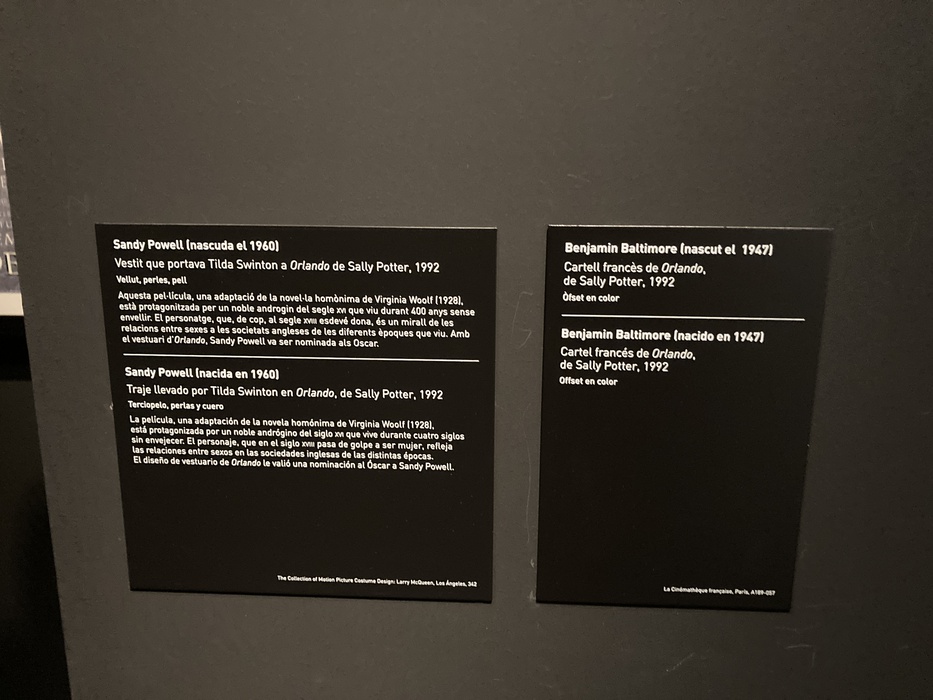 Sandy Powell (nascuda el 1960)
Vestit que portava Tilda Swinton a Orlando de Sally Potter, 1992
Vellut, perles, pell
Aquesta pel·lícula, una adaptació de la novel·la homònima de Virginia Woolf (1928),
està protagonitzada per un noble androgin del segle XVI que viu durant 400 anys sense
envellir. El personatge, que, de cop, al segle XVIII esdevé dona, és un mirall de les
relacions entre sexes a les societats angleses de les diferents èpoques que viu. Amb
el vestuari d'Orlando, Sandy Powell va ser nominada als Oscar.
Sandy Powell (nacida en 1960)
Traje llevado por Tilda Swinton en Orlando, de Sally Potter, 1992
Terciopelo, perlas y cuero
La película, una adaptación de la novela homónima de Virginia Woolf (1928),
está protagonizada por un noble andrógino del siglo XVI que vive durante cuatro siglos
sin envejecer. El personaje, que en el siglo XVIII pasa de golpe a ser mujer, refleja
las relaciones entre sexos en las sociedades inglesas de las distintas épocas.
El diseño de vestuario de Orlando le valió una nominación al Óscar a Sandy Powell.
The Collection of Motion Picture Costume Design: Larry McQueen, Los Ángeles, 342
Benjamin Baltimore (nascut el 1947)
Cartell francès de Orlando,
de Sally Potter, 1992
Òfset en color
Benjamin Baltimore (nacido en 1947)
Cartel francés de Orlando,
de Sally Potter, 1992
Offset en color
La Cinémathèque française, Paris, A189-057